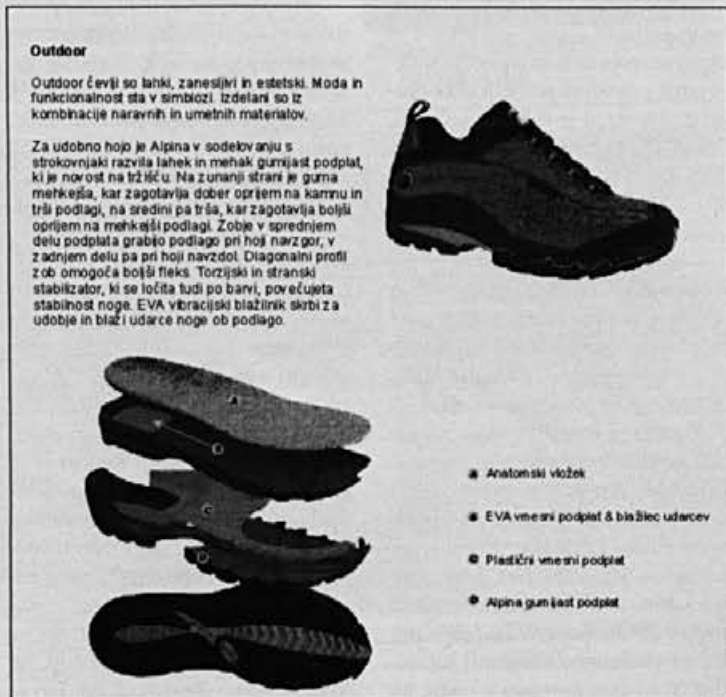 Outdoor
Outdoor čevlji so lahki, zanesljivi in estetski. Moda in
funkcionalnost sta v simbiozi. Izdelani so iz
kombinacije naravnih in umetnih materialov.
Za udobno hojo je Alpina v sodelovanju s
strokovnjaki razvila lahek in mehak gumijast podplat,
ki je novost na tržišču. Na zunanji strani je guma
mehkejša, kar zagotavlja dober oprijem na kamnu in
trši podlagi, na sredini pa trša, kar zagotavlja boljši
oprijem na mehkejši podlagi. Zobje v sprednjem
delu podplata grabijo podlago pri hoji navzgor, v
zadnjem delu pa pri hoji navzdol. Diagonalni profil
zob omogoča boljši fleks. Torzijski in stranski
stabilizator, ki se ločita tudi po barvi, povečujeta
stabilnost noge. EVA vibracijski blažilnik skrbi za
udobje in blaži udarce noge ob podlago.
Anatomski vložek
EVA vmesni podplat & blažilec udarcev
Plastični vmesni podplat
Alpina gumijast podplat